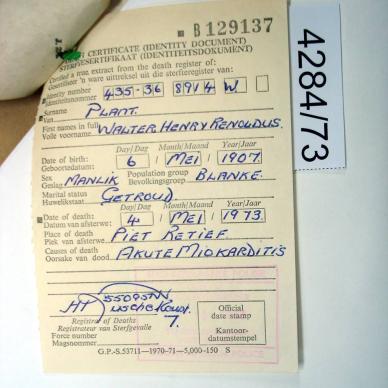 B 129137
CERTIFICATE (IDENTITY DOCUMENT)
STERFTESERTIFIKAAT (IDENTITEITSDOKUMENT)
Certified a true extract from the death register of:
Gesertifiseer 'n ware uittreksel uit die sterfteregister van:
Identity number
Identiteitsnommer
435-36 8914 W
Surname
Van
PLANT.
First names in full
Volle voorname
WALTER HENRY RENOLDUS.
Day/Dag Month/Maand Year/Jaar
Date of birth:
Geboortedatum:
6 MEI 1907.
Sex
Geslag
MANLIK
Population group
Bevolkingsgroep
BLANKE.
Marital status
Huwelikstaat
GETROUD.
Day/Dag Month/Maand Year/Jaar
Date of death:
Datum van afsterwe:
4 MEI 1973.
Place of death
Plek van afsterwe
PIET RETIEF.
Causes of death
Oorsake van dood
AKUTE MIOKARDITIS
7.
Registrar of Deaths
Registrateur van Sterfgevalle
Force number
Magsnommer
Official
date stamp
Kantoor-
datumstempel
G.P.-S.53711—1970-71—5,000-150 S
4284/73